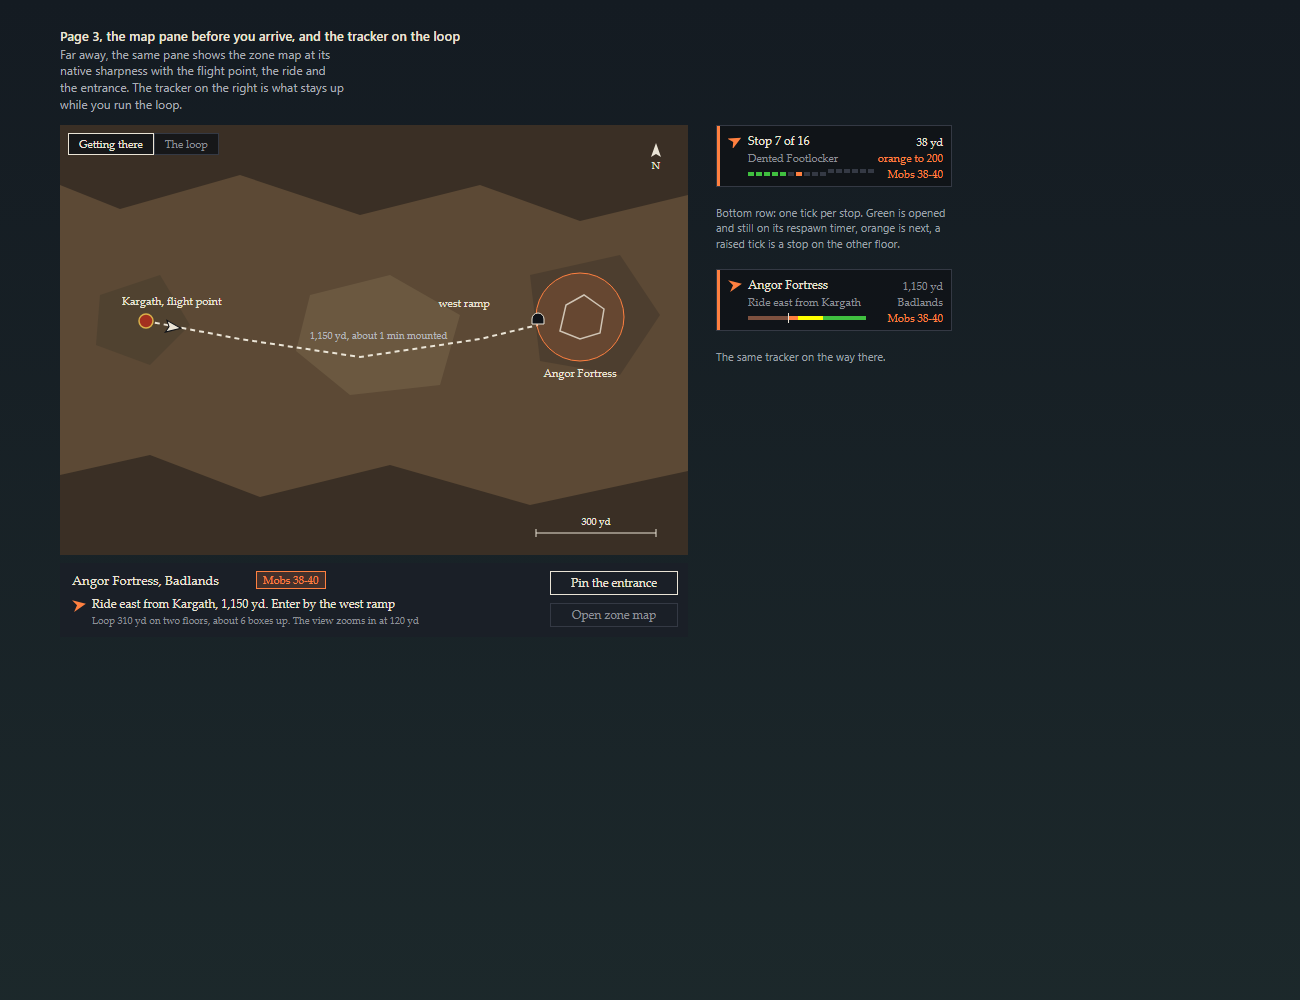 Page 3, the map pane before you arrive, and the tracker on the loop
Far away, the same pane shows the zone map at its
native sharpness with the flight point, the ride and
the entrance. The tracker on the right is what stays up
while you run the loop.
Getting there
The loop
N
Kargath, flight point
west ramp
1,150 yd, about 1 min mounted
Angor Fortress
300 yd
Angor Fortress, Badlands
Mobs 38-40
Ride east from Kargath, 1,150 yd. Enter by the west ramp
Loop 310 yd on two floors, about 6 boxes up. The view zooms in at 120 yd
Pin the entrance
Open zone map
Stop 7 of 16
38 yd
Dented Footlocker
orange to 200
Mobs 38-40
Bottom row: one tick per stop. Green is opened
and still on its respawn timer, orange is next, a
raised tick is a stop on the other floor.
Angor Fortress
1,150 yd
Ride east from Kargath
Badlands
Mobs 38-40
The same tracker on the way there.